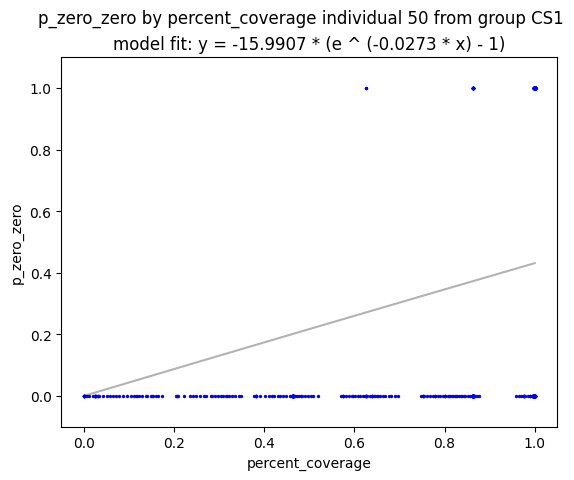 p_zero_zero by percent_coverage individual 50 from group CS1
model fit: y = -15.9907 * (e ^ (-0.0273 * x) - 1)
1.0
0.8
0.6
0.4
0.2
0.0
p_zero_zero
0.0 0.2 0.4 0.6 0.8 1.0
percent_coverage